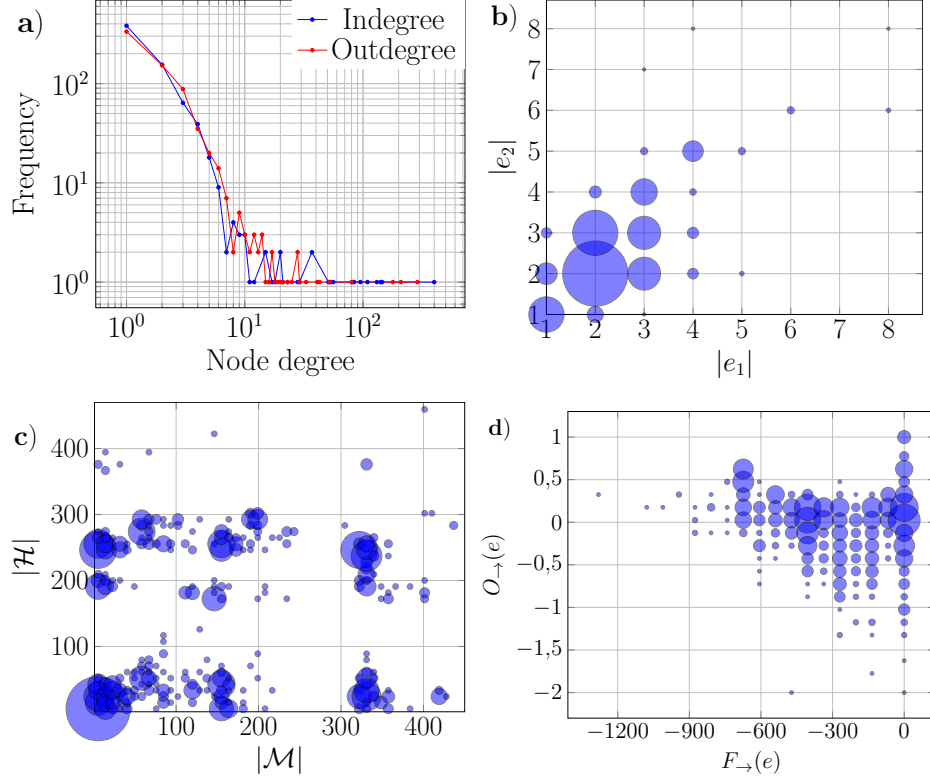 a)
Indegree
Outdegree
10²
10¹
10⁰
Frequency
10⁰ 10¹ 10²
Node degree
b)
8
7
6
5
4
3
2
1
|e₂|
1 2 3 4 5 6 7 8
|e₁|
c)
400
300
200
100
|ℋ|
100 200 300 400
|ℳ|
d)
1
0,5
0
−0,5
−1
−1,5
−2
O→(e)
−1200 −900 −600 −300 0
F→(e)